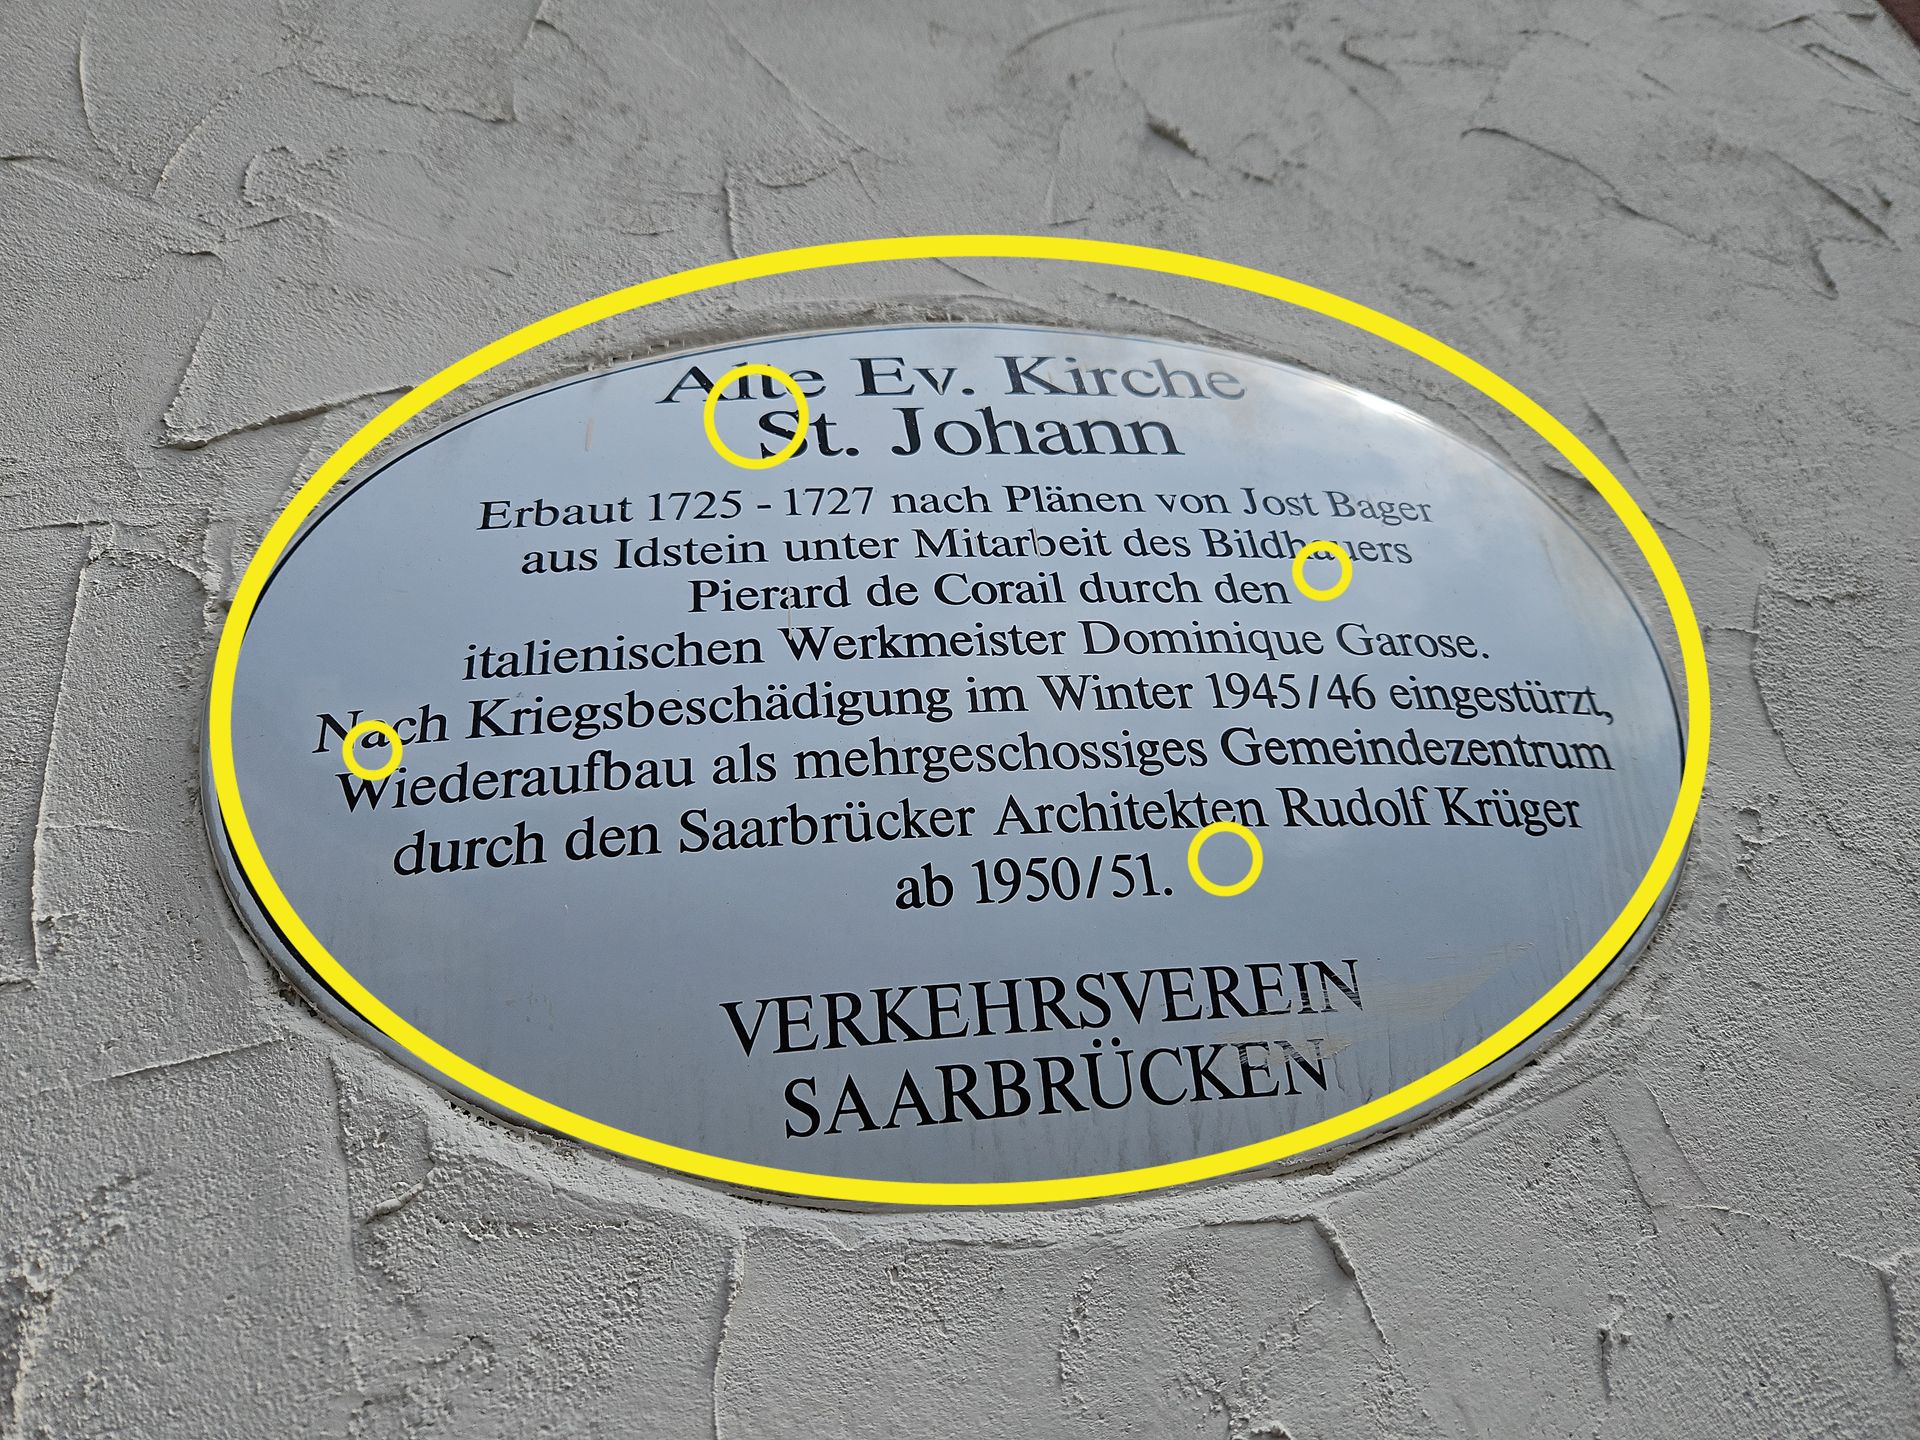 Alte Ev. Kirche
St. Johann
Erbaut 1725 - 1727 nach Plänen von Jost Bager
aus Idstein unter Mitarbeit des Bildhauers
Pierard de Corail durch den
italienischen Werkmeister Dominique Garose.
Nach Kriegsbeschädigung im Winter 1945/46 eingestürzt,
Wiederaufbau als mehrgeschossiges Gemeindezentrum
durch den Saarbrücker Architekten Rudolf Krüger
ab 1950/51.
VERKEHRSVEREIN
SAARBRÜCKEN